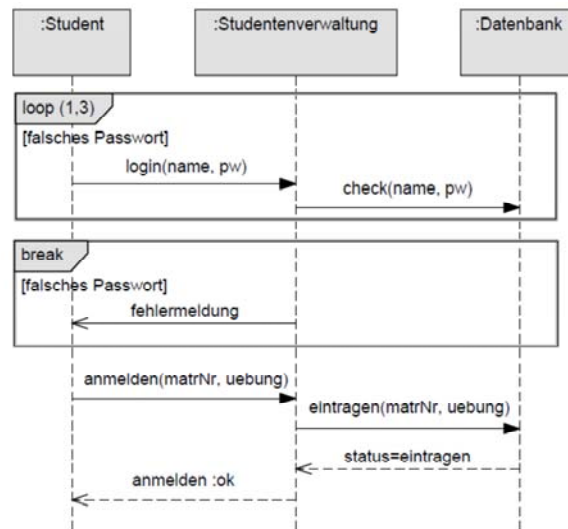 :Student
:Studentenverwaltung
:Datenbank
loop (1,3)
[falsches Passwort]
login(name, pw)
check(name, pw)
break
[falsches Passwort]
fehlermeldung
anmelden(matrNr, uebung)
eintragen(matrNr, uebung)
status=eintragen
anmelden :ok